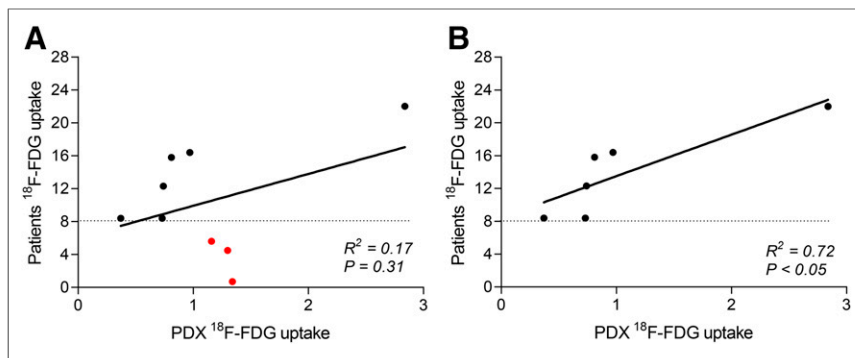 A
28
24
20
16
12
8
4
0
Patients ¹⁸F-FDG uptake
R² = 0.17
P = 0.31
0 1 2 3
PDX ¹⁸F-FDG uptake
B
28
24
20
16
12
8
4
0
Patients ¹⁸F-FDG uptake
R² = 0.72
P < 0.05
0 1 2 3
PDX ¹⁸F-FDG uptake